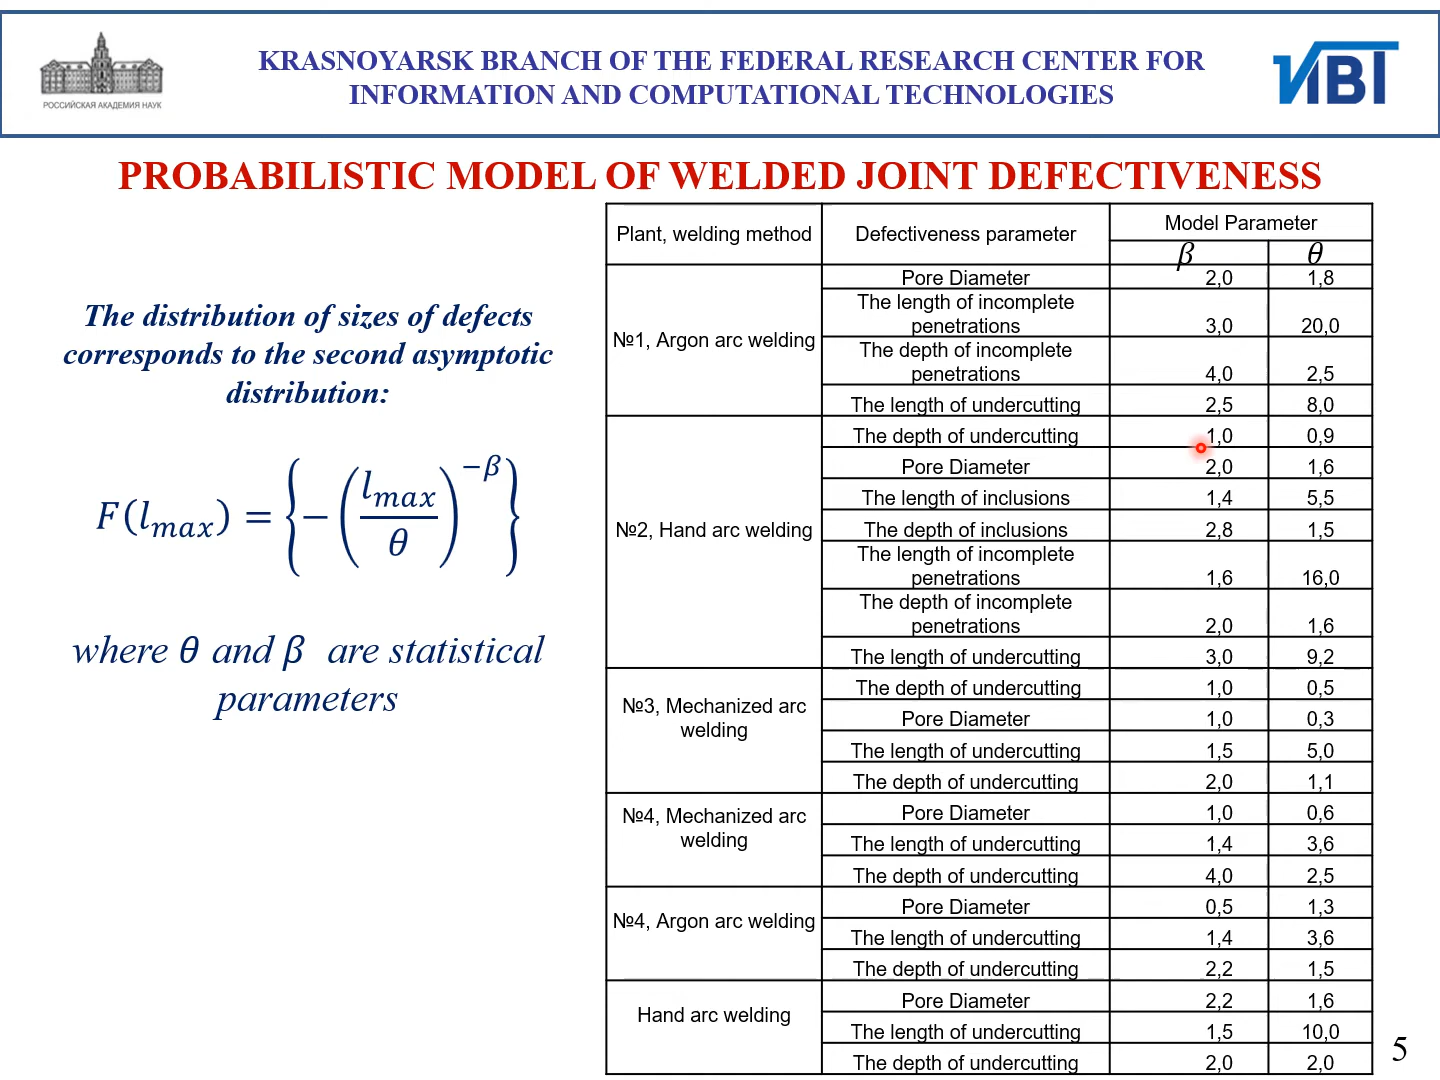 РОССИЙСКАЯ АКАДЕМИЯ НАУК
KRASNOYARSK BRANCH OF THE FEDERAL RESEARCH CENTER FOR
INFORMATION AND COMPUTATIONAL TECHNOLOGIES
ИВТ
PROBABILISTIC MODEL OF WELDED JOINT DEFECTIVENESS
The distribution of sizes of defects
corresponds to the second asymptotic
distribution:
F(l_max) = {−(l_max/θ)^−β}
where θ and β are statistical
parameters
Plant, welding method Defectiveness parameter Model Parameter
β θ
№1, Argon arc welding
Pore Diameter 2,0 1,8
The length of incomplete
penetrations 3,0 20,0
The depth of incomplete
penetrations 4,0 2,5
The length of undercutting 2,5 8,0
№2, Hand arc welding
The depth of undercutting 1,0 0,9
Pore Diameter 2,0 1,6
The length of inclusions 1,4 5,5
The depth of inclusions 2,8 1,5
The length of incomplete
penetrations 1,6 16,0
The depth of incomplete
penetrations 2,0 1,6
The length of undercutting 3,0 9,2
№3, Mechanized arc
welding
The depth of undercutting 1,0 0,5
Pore Diameter 1,0 0,3
The length of undercutting 1,5 5,0
The depth of undercutting 2,0 1,1
№4, Mechanized arc
welding
Pore Diameter 1,0 0,6
The length of undercutting 1,4 3,6
The depth of undercutting 4,0 2,5
№4, Argon arc welding
Pore Diameter 0,5 1,3
The length of undercutting 1,4 3,6
The depth of undercutting 2,2 1,5
Hand arc welding
Pore Diameter 2,2 1,6
The length of undercutting 1,5 10,0
The depth of undercutting 2,0 2,0
5